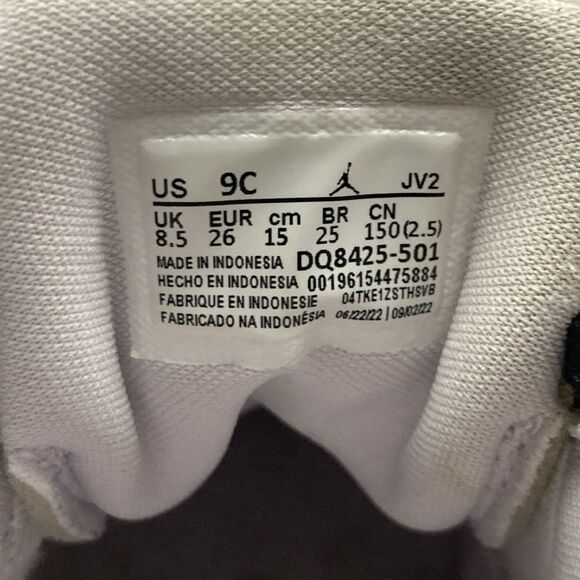 US 9C JV2
UK EUR cm BR CN
8.5 26 15 25 150(2.5)
MADE IN INDONESIA DQ8425-501
HECHO EN INDONESIA 00196154475884
FABRIQUE EN INDONESIE 04TKE1ZSTHSVB
FABRICADO NA INDONÉSIA 06/22/22 | 09/02/22